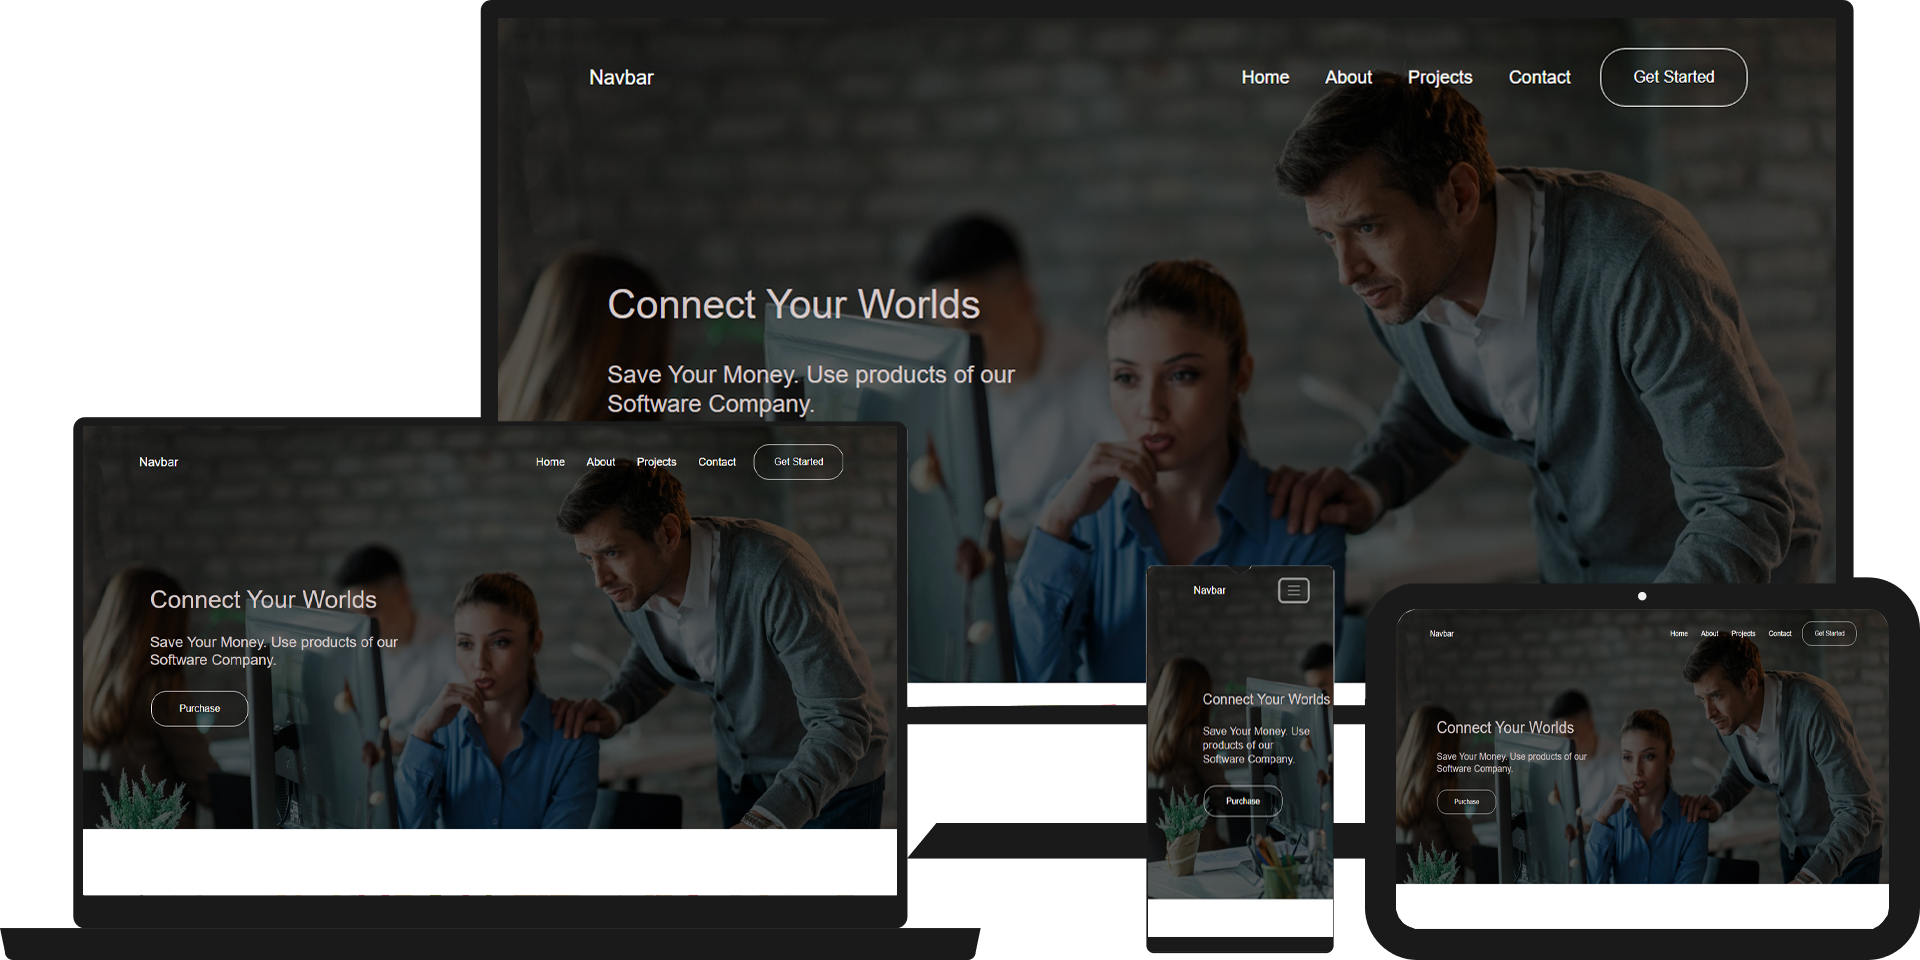 Navbar
Home About Projects Contact Get Started
Connect Your Worlds
Save Your Money. Use products of our
Software Company.
Navbar
Home About Projects Contact Get Started
Connect Your Worlds
Save Your Money. Use products of our
Software Company.
Purchase
Navbar
Connect Your Worlds
Save Your Money. Use
products of our
Software Company.
Purchase
Navbar
Home About Projects Contact Get Started
Connect Your Worlds
Save Your Money. Use products of our
Software Company.
Purchase